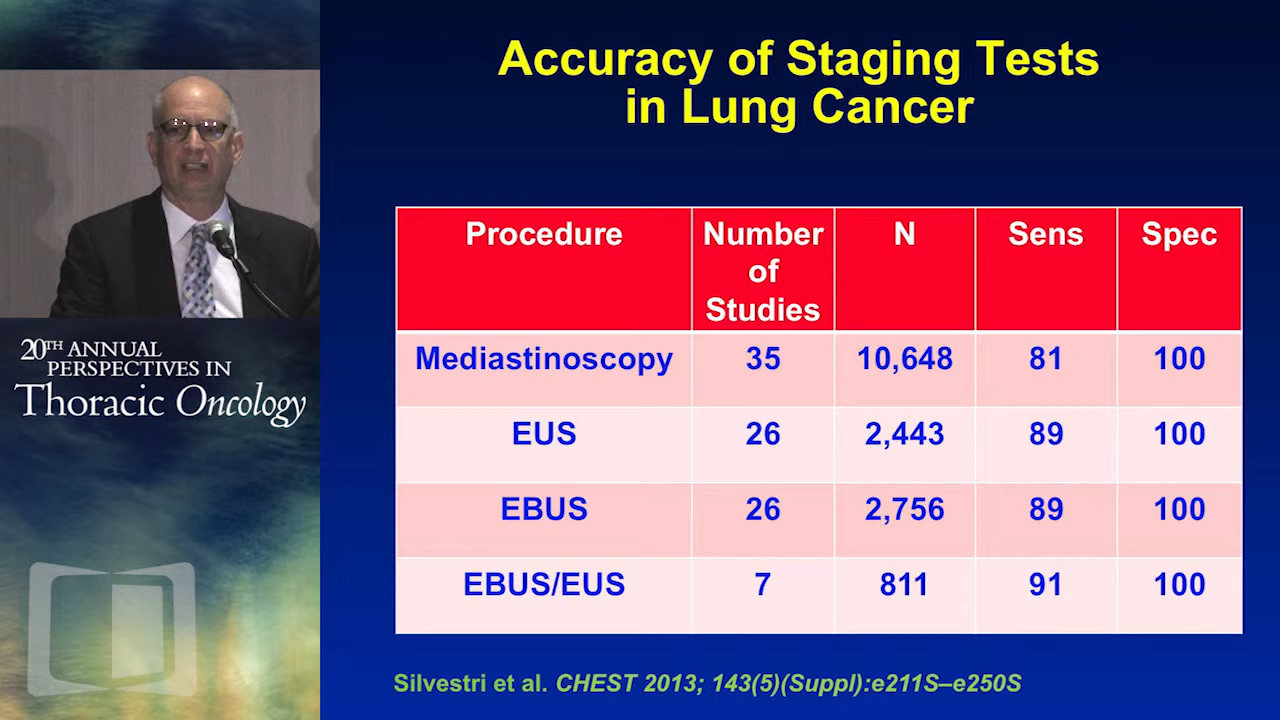 Accuracy of Staging Tests
in Lung Cancer
Procedure
Number
of
Studies
N
Sens
Spec
Mediastinoscopy 35 10,648 81 100
EUS 26 2,443 89 100
EBUS 26 2,756 89 100
EBUS/EUS 7 811 91 100
Silvestri et al. CHEST 2013; 143(5)(Suppl):e211S–e250S
20TH ANNUAL
PERSPECTIVES IN
Thoracic Oncology